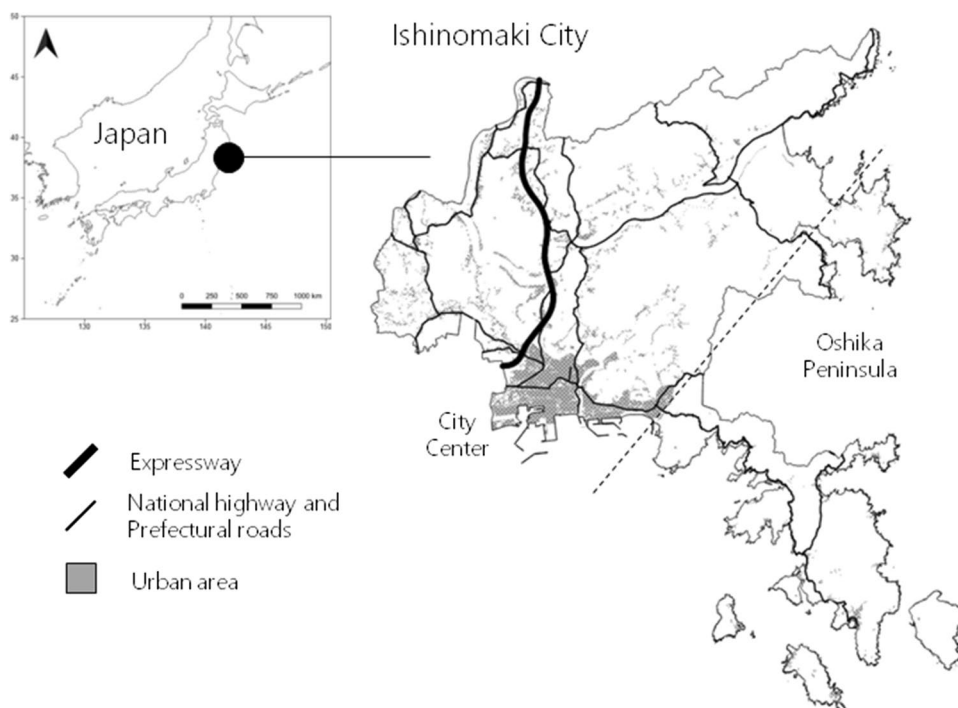 Ishinomaki City
50
45
40
35
30
25
Japan
0 250 500 750 1000 km
130 135 140 145 150
Oshika
Peninsula
City
Center
Expressway
National highway and
Prefectural roads
Urban area